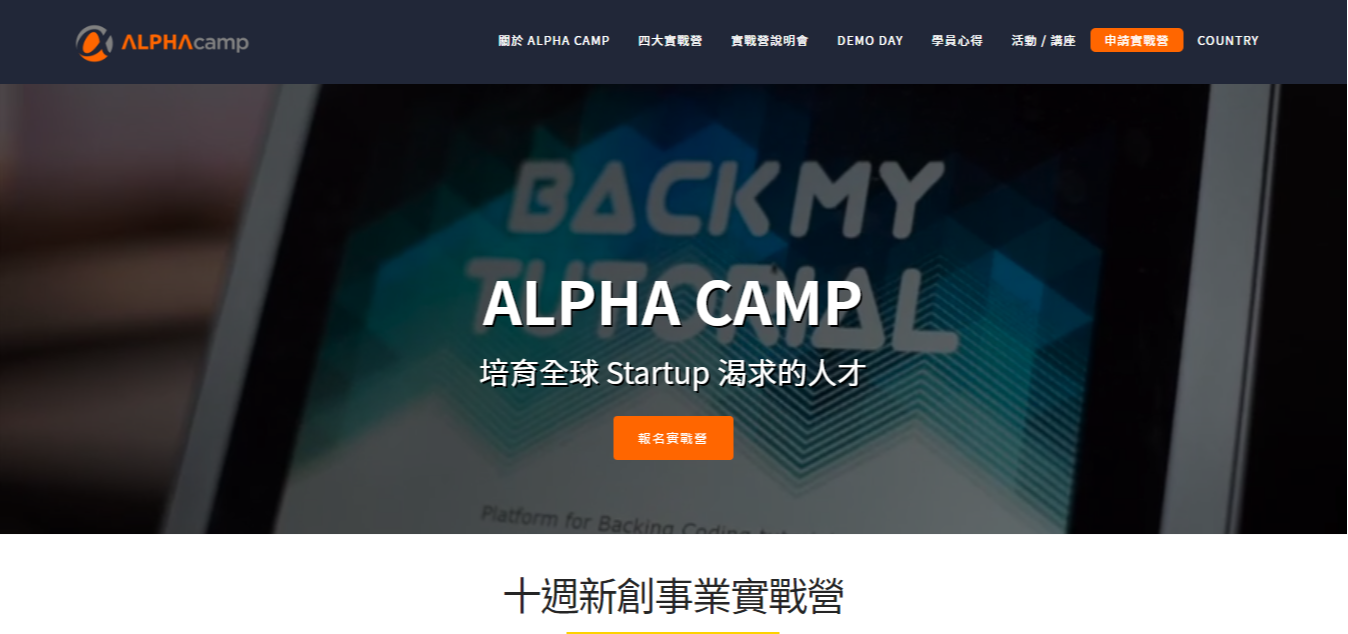 ALPHAcamp
關於 ALPHA CAMP 四大實戰營 實戰營說明會 DEMO DAY 學員心得 活動 / 講座 申請實戰營 COUNTRY
BACK MY
TUTORIAL
ALPHA CAMP
培育全球 Startup 渴求的人才
報名實戰營
Platform for Backing Coding
十週新創事業實戰營